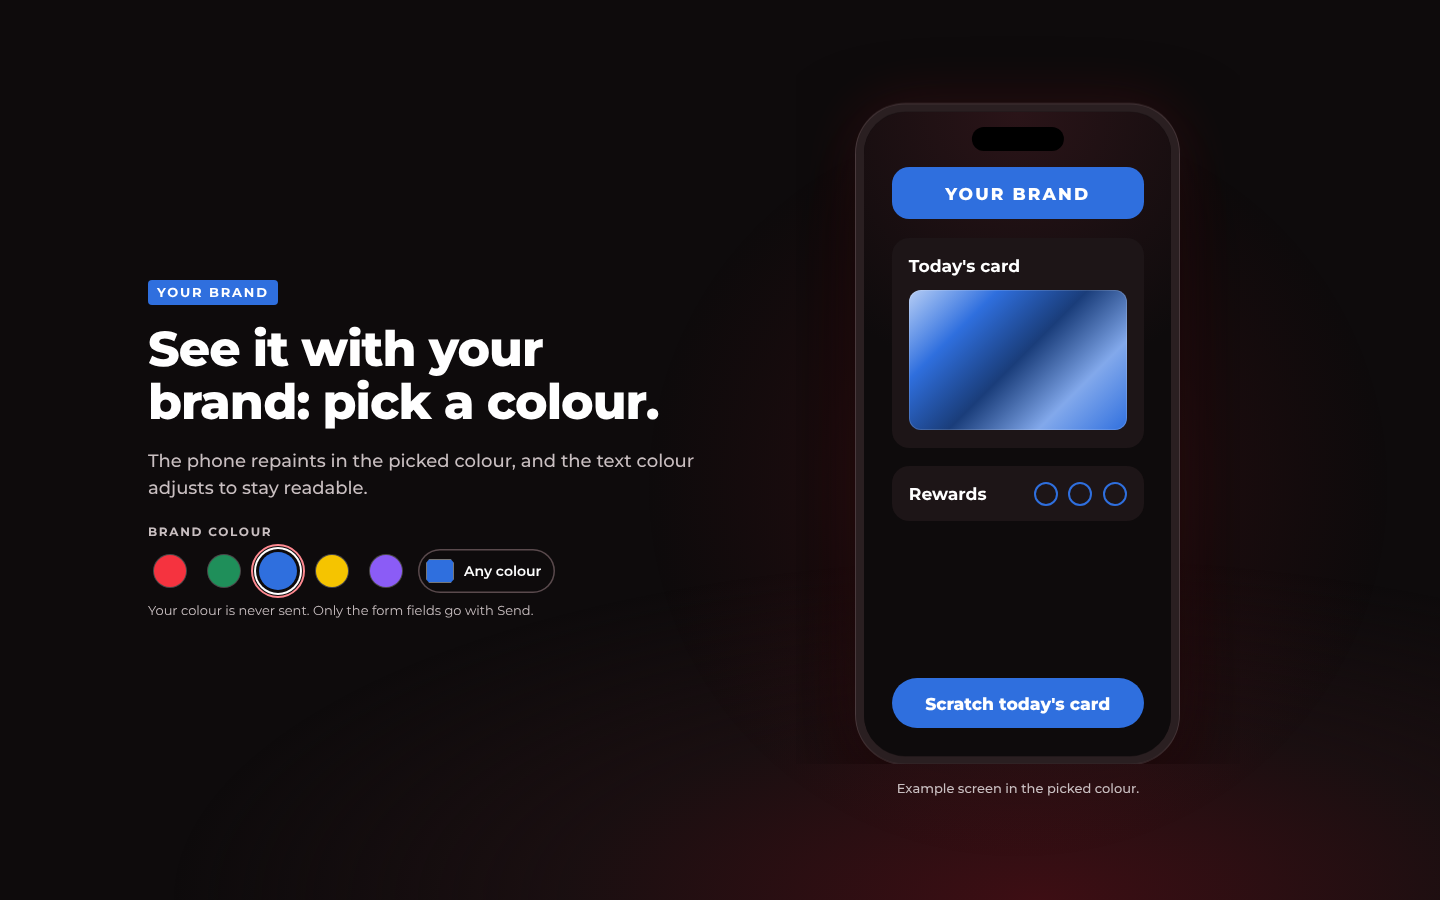 YOUR BRAND
See it with your
brand: pick a colour.
The phone repaints in the picked colour, and the text colour
adjusts to stay readable.
BRAND COLOUR
Any colour
Your colour is never sent. Only the form fields go with Send.
YOUR BRAND
Today's card
Rewards
Scratch today's card
Example screen in the picked colour.